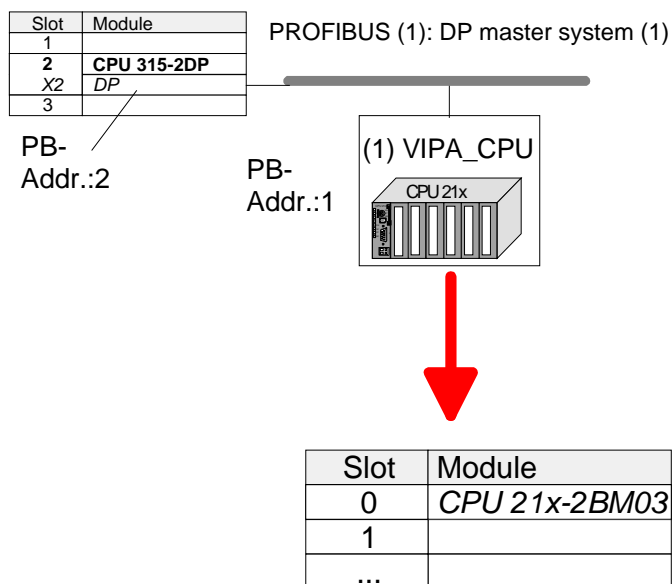 Slot Module
1
2 CPU 315-2DP
X2 DP
3
PROFIBUS (1): DP master system (1)
PB-
Addr.:2
PB-
Addr.:1
(1) VIPA_CPU
CPU 21x
Slot Module
0 CPU 21x-2BM03
1
...